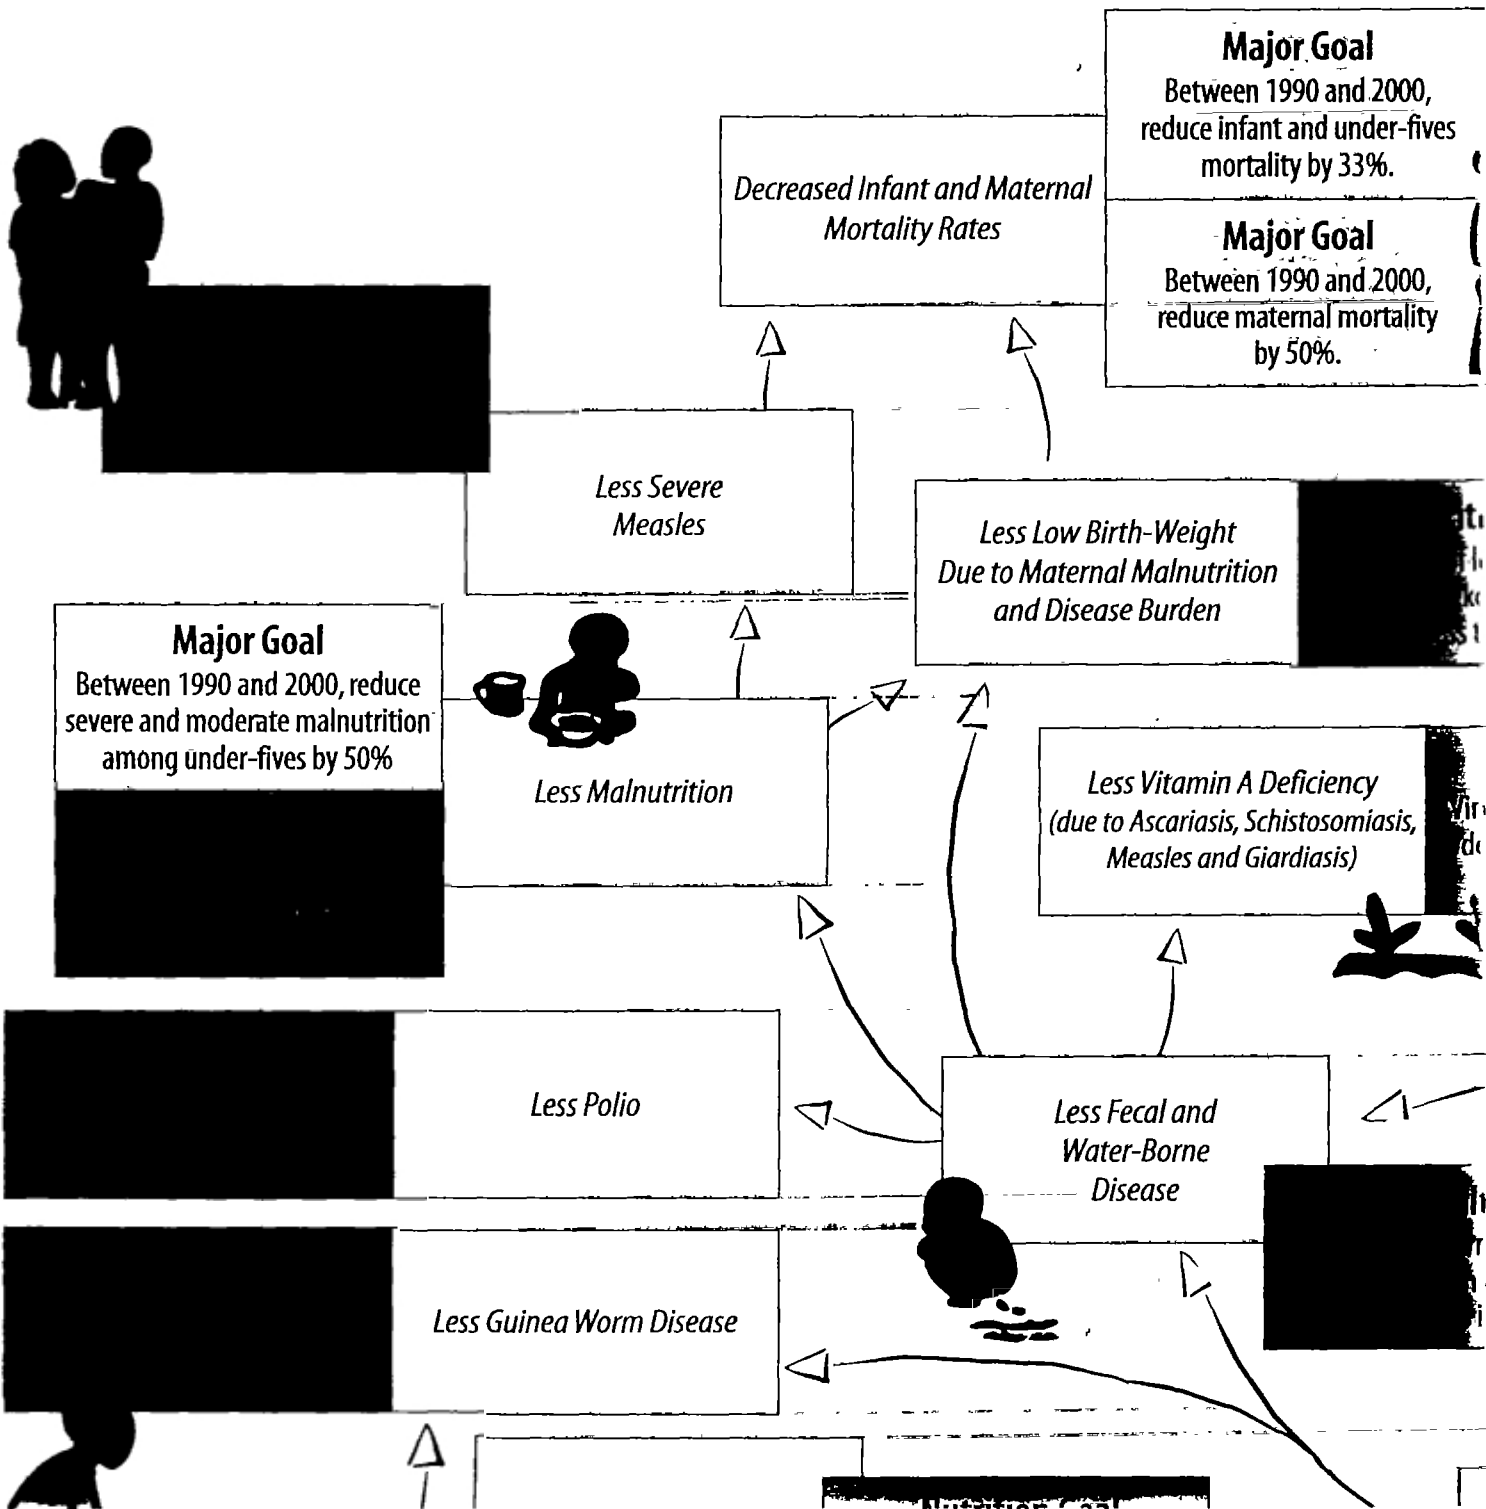 Major Goal
Between 1990 and 2000,
reduce infant and under-fives
mortality by 33%.
Decreased Infant and Maternal
Mortality Rates
Major Goal
Between 1990 and 2000,
reduce maternal mortality
by 50%.
Less Severe
Measles
Less Low Birth-Weight
Due to Maternal Malnutrition
and Disease Burden
Major Goal
Between 1990 and 2000, reduce
severe and moderate malnutrition
among under-fives by 50%
Less Malnutrition
Less Vitamin A Deficiency
(due to Ascariasis, Schistosomiasis,
Measles and Giardiasis)
Less Polio
Less Fecal and
Water-Borne
Disease
Less Guinea Worm Disease